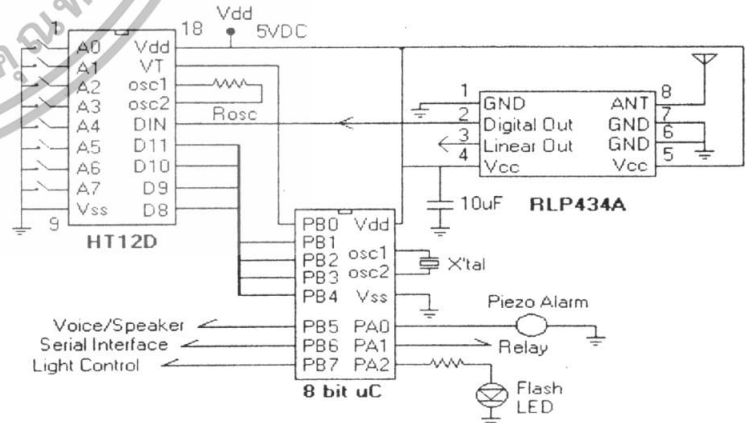 Vdd
5VDC
1
18
A0 Vdd
A1 VT
A2 osc1
A3 osc2
A4 DIN
A5 D11
A6 D10
A7 D9
Vss D8
9
HT12D
Rosc
1 GND ANT 8
2 Digital Out GND 7
3 Linear Out GND 6
4 Vcc Vcc 5
10uF
RLP434A
PB0 Vdd
PB1
PB2 osc1
PB3 osc2
PB4 Vss
PB5 PA0
PB6 PA1
PB7 PA2
8 bit uC
X'tal
Voice/Speaker
Serial Interface
Light Control
Piezo Alarm
Relay
Flash
LED